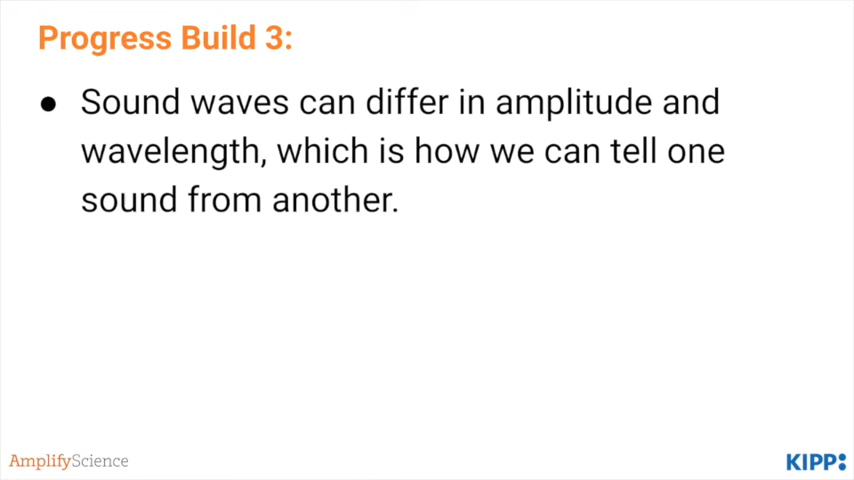 Progress Build 3:
● Sound waves can differ in amplitude and
wavelength, which is how we can tell one
sound from another.
AmplifyScience
KIPP: